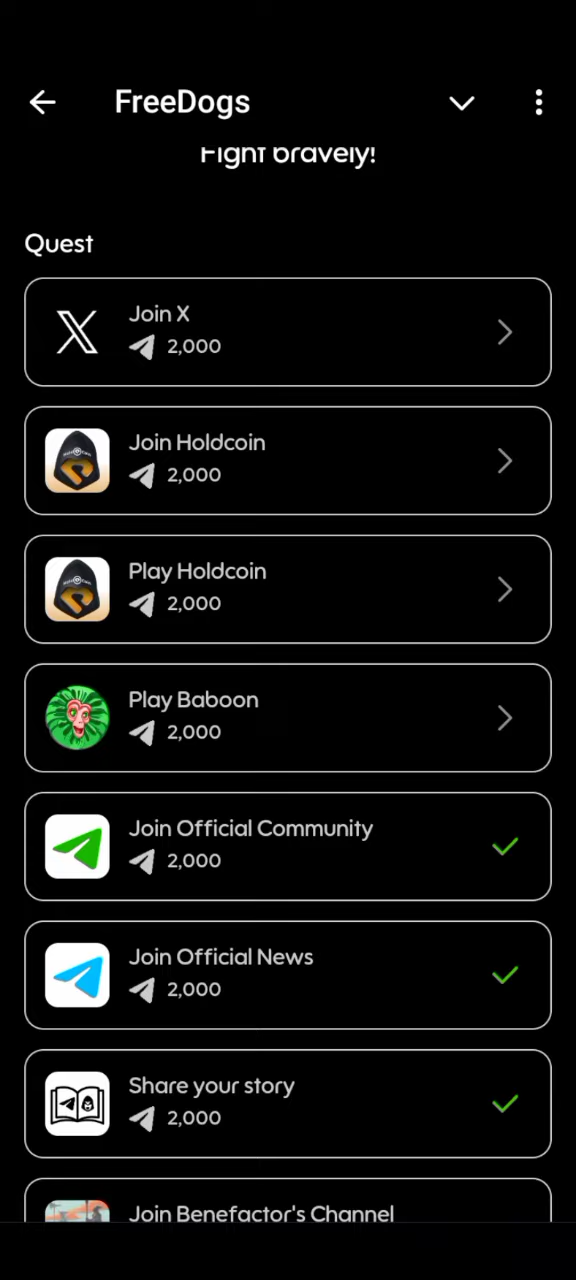 FreeDogs
Fight bravely!
Quest
Join X
2,000
Join Holdcoin
2,000
Play Holdcoin
2,000
Play Baboon
2,000
Join Official Community
2,000
Join Official News
2,000
Share your story
2,000
Join Benefactor's Channel